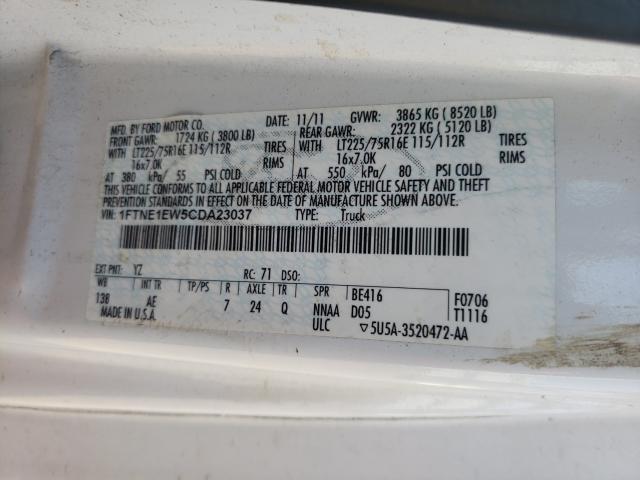 MFD. BY FORD MOTOR CO. DATE: 11/11 GVWR: 3865 KG ( 8520 LB)
FRONT GAWR: 1724 KG ( 3800 LB) REAR GAWR: 2322 KG ( 5120 LB)
WITH LT225/75R16E 115/112R TIRES WITH LT225/75R16E 115/112R TIRES
16x7.0K RIMS 16x7.0K RIMS
AT 380 kPa/ 55 PSI COLD AT 550 kPa/ 80 PSI COLD
THIS VEHICLE CONFORMS TO ALL APPLICABLE FEDERAL MOTOR VEHICLE SAFETY AND THEFT
PREVENTION STANDARDS IN EFFECT ON THE DATE OF MANUFACTURE SHOWN ABOVE.
VIN: 1FTNE1EW5CDA23037 TYPE: Truck
EXT PNT: YZ RC: 71 DSO:
WB INT TR TP/PS R AXLE TR SPR BE416 F0706
138 AE 7 24 Q NNAA D05 T1116
MADE IN U.S.A. ULC ▽5U5A-3520472-AA